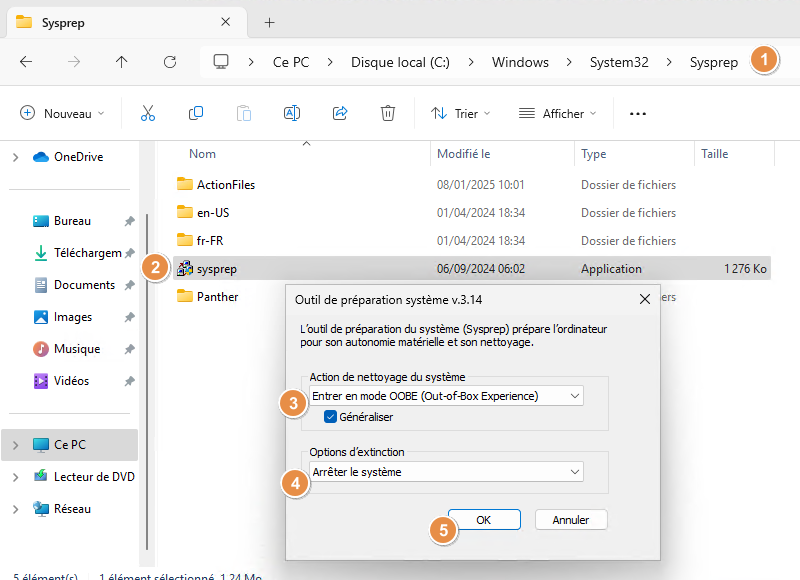 Sysprep
Ce PC
Disque local (C:)
Windows
System32
Sysprep
1
Nouveau
Trier
Afficher
OneDrive
Nom
Modifié le
Type
Taille
ActionFiles
08/01/2025 10:01
Dossier de fichiers
Bureau
en-US
01/04/2024 18:34
Dossier de fichiers
Téléchargem
fr-FR
01/04/2024 18:34
Dossier de fichiers
2
sysprep
06/09/2024 06:02
Application
1 276 Ko
Documents
Panther
ers
Images
Musique
Vidéos
Ce PC
Lecteur de DVD
Réseau
Outil de préparation système v.3.14
L'outil de préparation du système (Sysprep) prépare l'ordinateur
pour son autonomie matérielle et son nettoyage.
Action de nettoyage du système
3
Entrer en mode OOBE (Out-of-Box Experience)
Généraliser
Options d'extinction
Arrêter le système
4
5
OK
Annuler
5 élément(s)
1 élément sélectionné 1,24 Mo